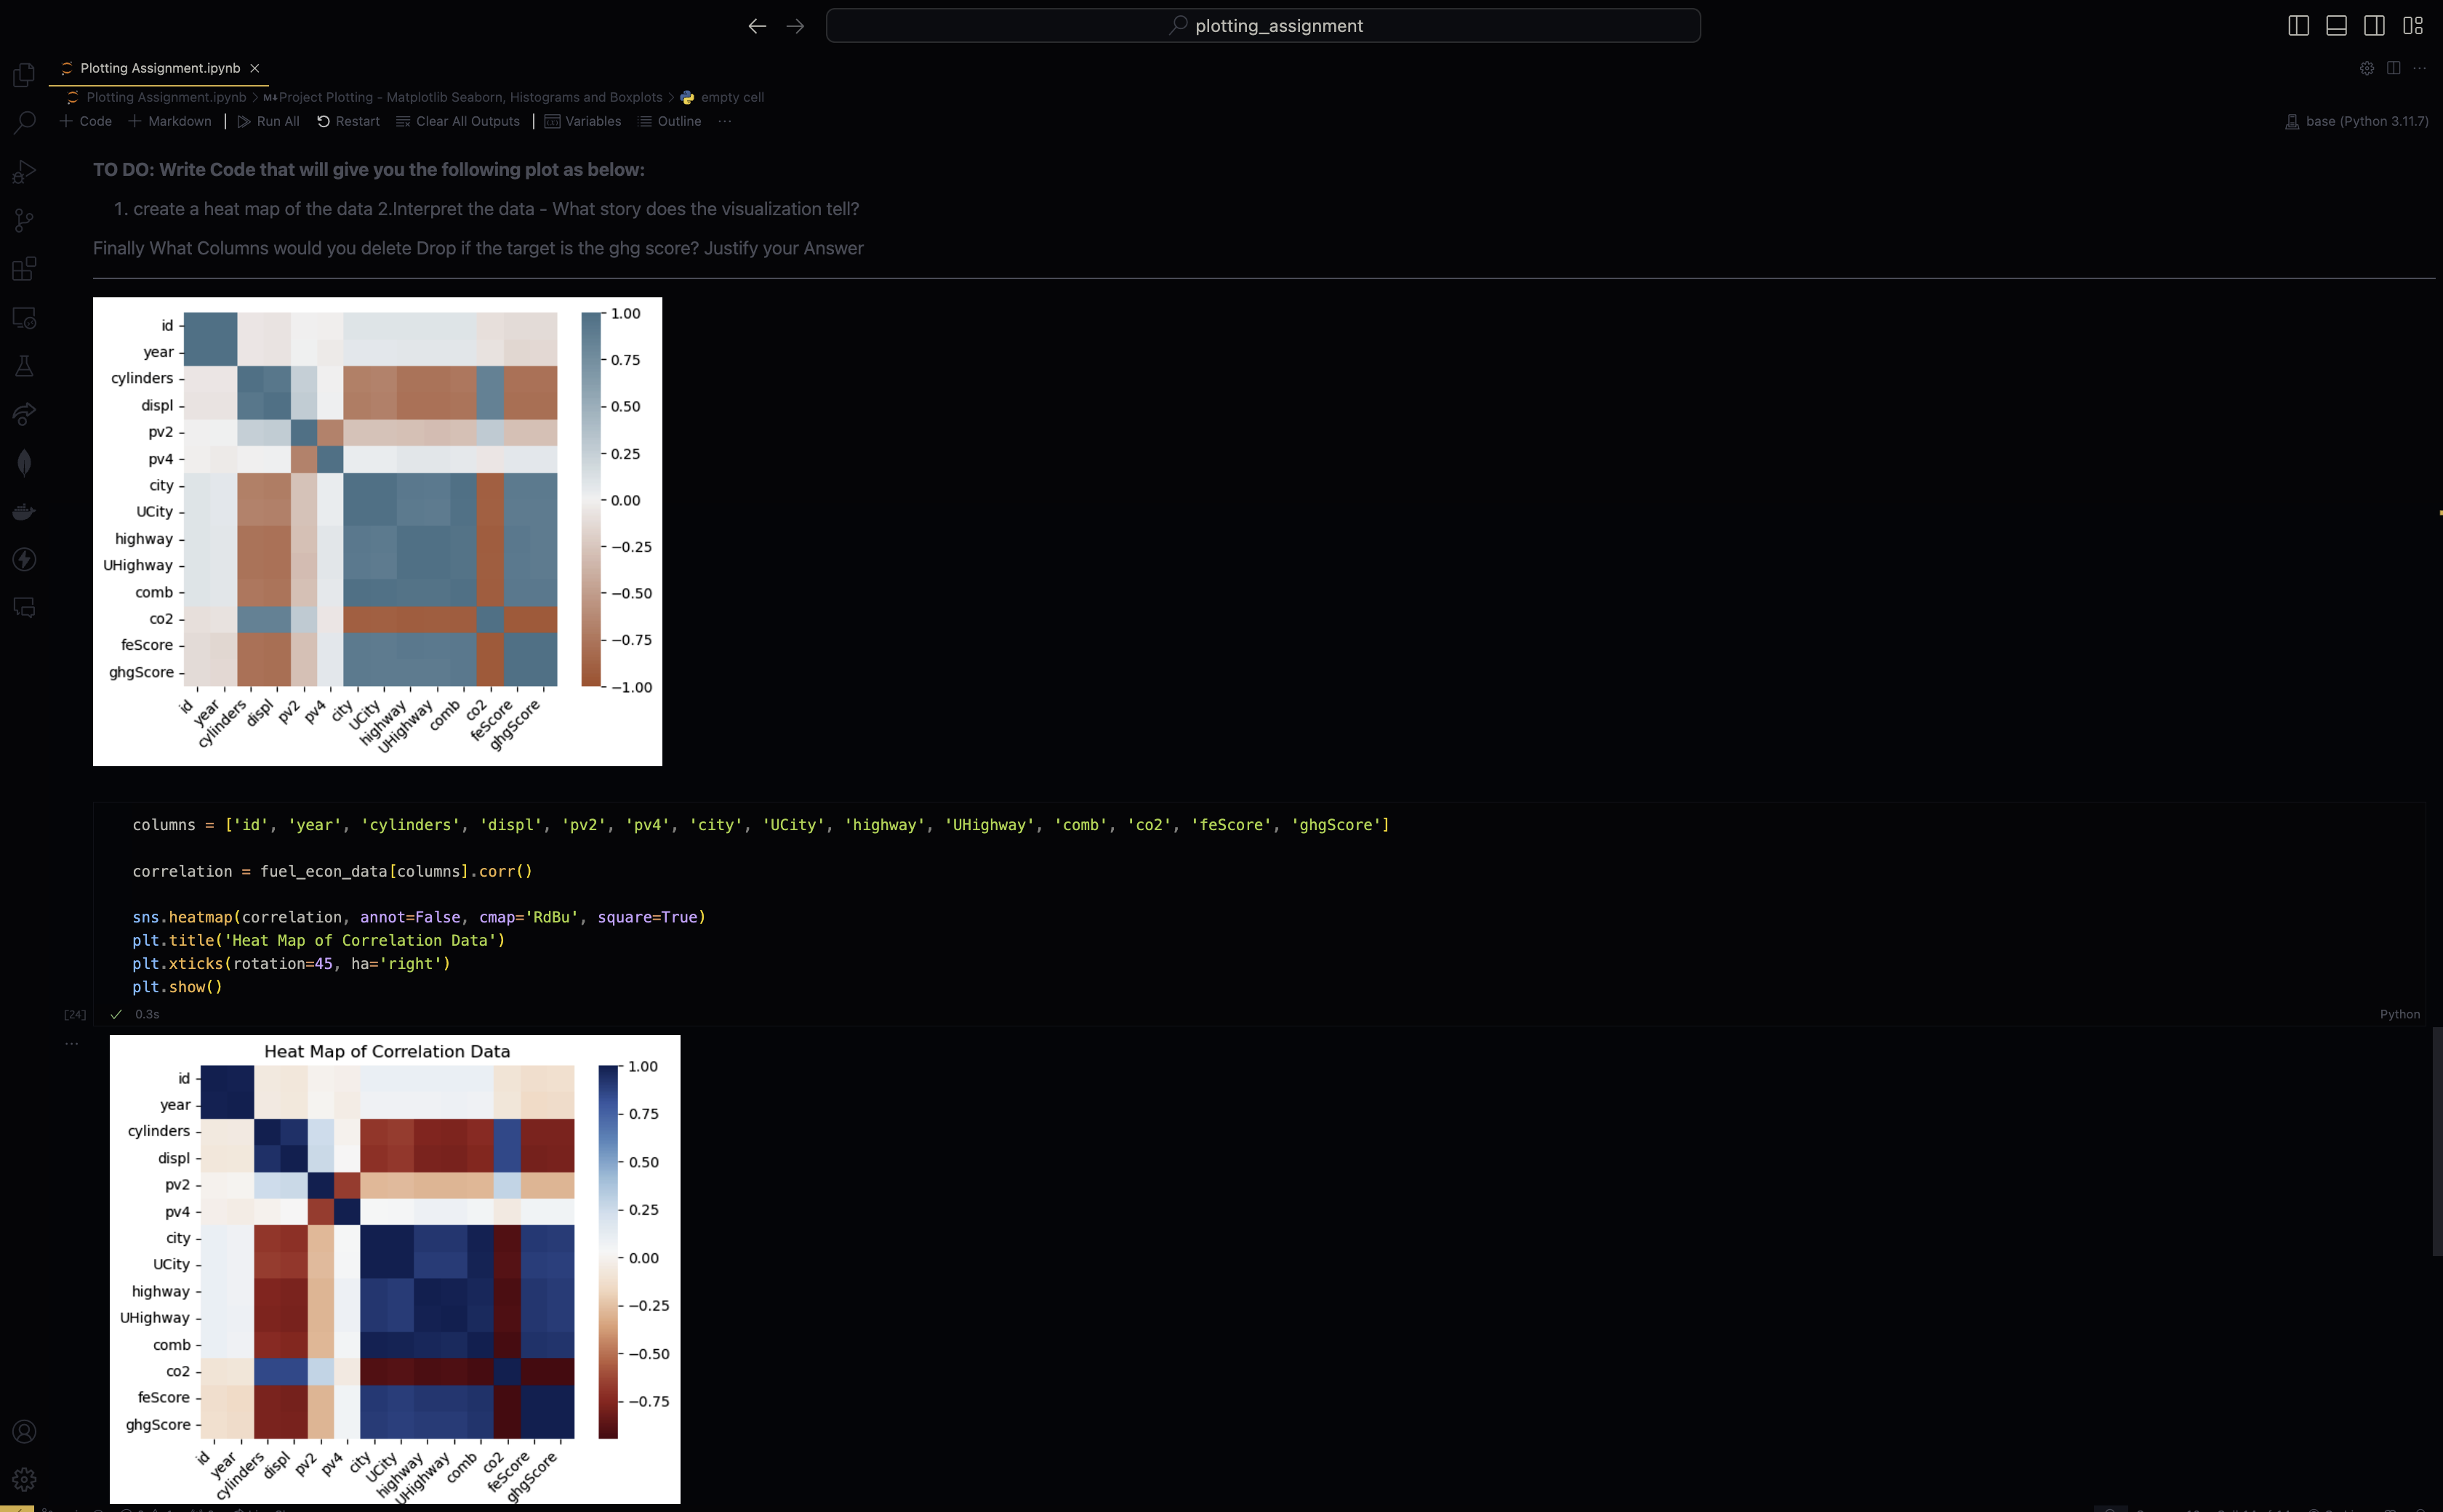 plotting_assignment
Plotting Assignment.ipynb
Plotting Assignment.ipynb > M↓Project Plotting - Matplotlib Seaborn, Histograms and Boxplots > empty cell
+ Code + Markdown | Run All Restart Clear All Outputs | Variables Outline ···
base (Python 3.11.7)
TO DO: Write Code that will give you the following plot as below:
1. create a heat map of the data 2.Interpret the data - What story does the visualization tell?
Finally What Columns would you delete Drop if the target is the ghg score? Justify your Answer
id
year
cylinders
displ
pv2
pv4
city
UCity
highway
UHighway
comb
co2
feScore
ghgScore
id year cylinders displ pv2 pv4 city UCity highway UHighway comb co2 feScore ghgScore
1.00
0.75
0.50
0.25
0.00
−0.25
−0.50
−0.75
−1.00
columns = ['id', 'year', 'cylinders', 'displ', 'pv2', 'pv4', 'city', 'UCity', 'highway', 'UHighway', 'comb', 'co2', 'feScore', 'ghgScore']
correlation = fuel_econ_data[columns].corr()
sns.heatmap(correlation, annot=False, cmap='RdBu', square=True)
plt.title('Heat Map of Correlation Data')
plt.xticks(rotation=45, ha='right')
plt.show()
[24] 0.3s
Python
Heat Map of Correlation Data
id
year
cylinders
displ
pv2
pv4
city
UCity
highway
UHighway
comb
co2
feScore
ghgScore
id year cylinders displ pv2 pv4 city UCity highway UHighway comb co2 feScore ghgScore
1.00
0.75
0.50
0.25
0.00
−0.25
−0.50
−0.75